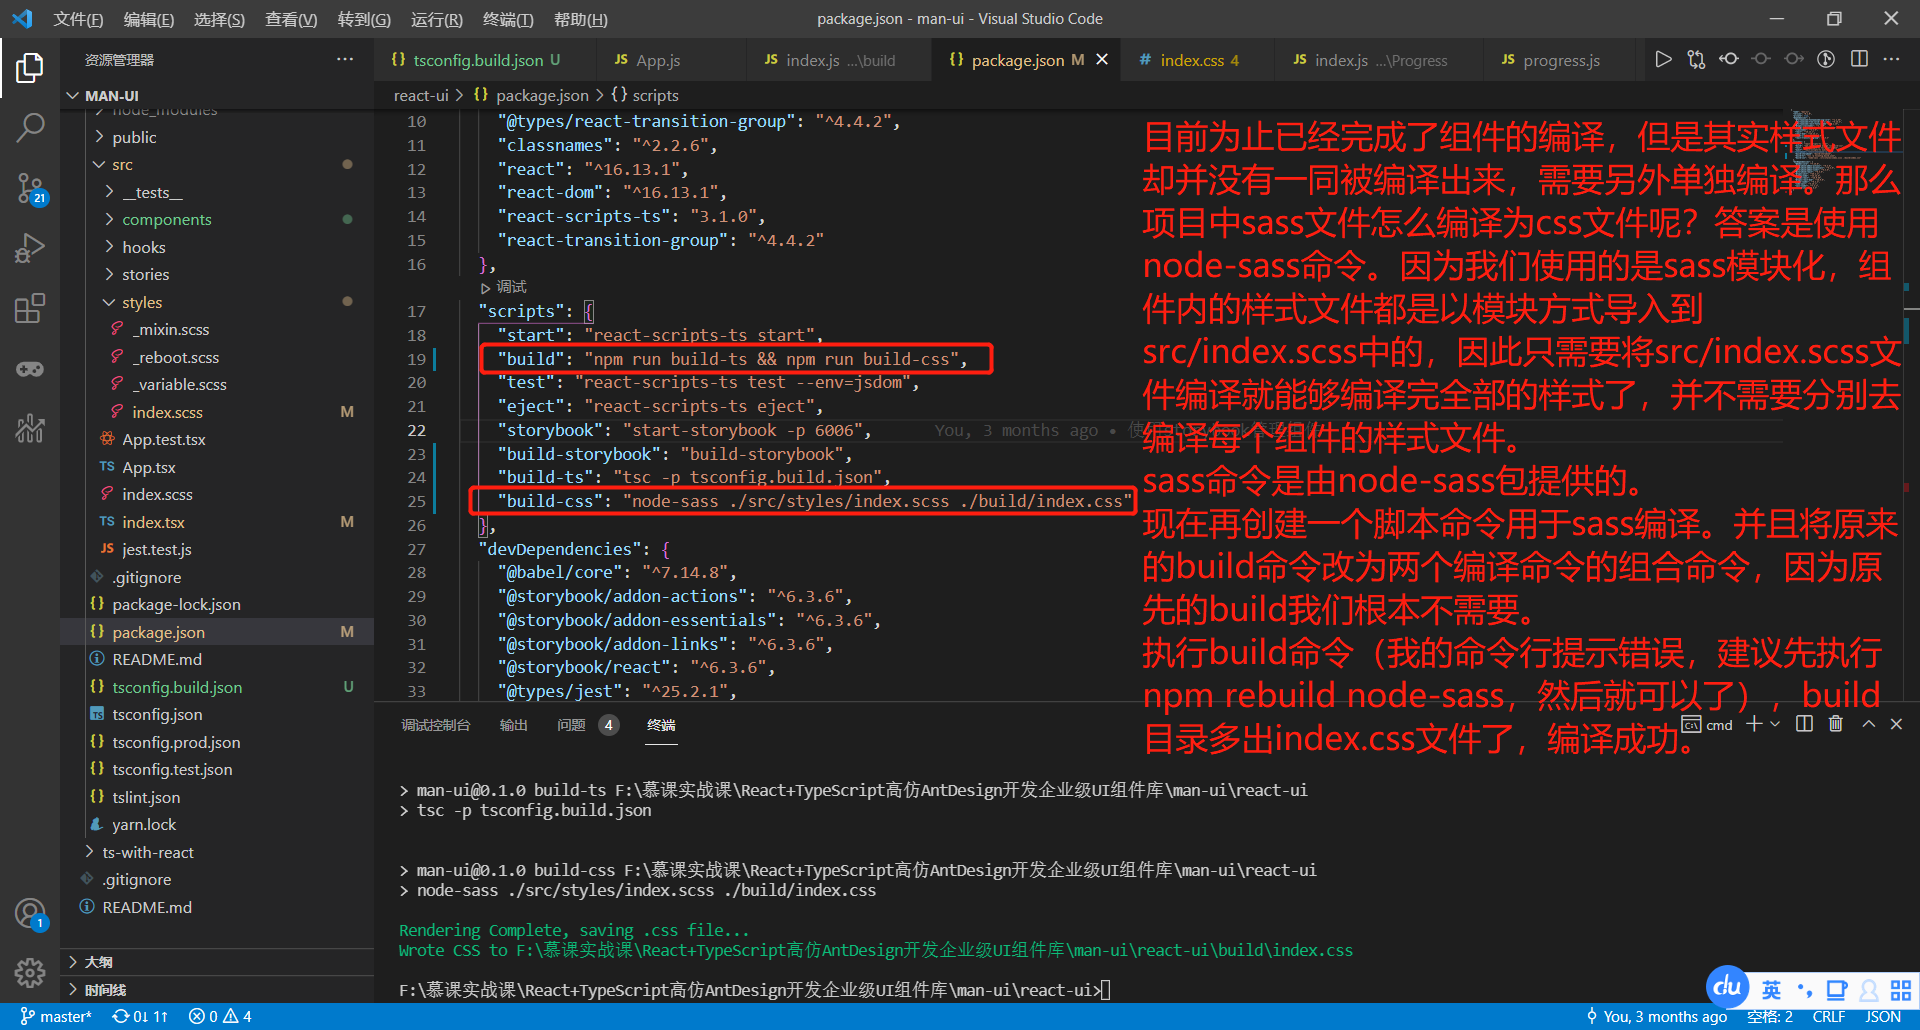 文件(F) 编辑(E) 选择(S) 查看(V) 转到(G) 运行(R) 终端(T) 帮助(H)
package.json - man-ui - Visual Studio Code
资源管理器
tsconfig.build.json U
JS App.js
JS index.js ...\build
package.json M
# index.css 4
JS index.js ...\Progress
JS progress.js
MAN-UI
node_modules
public
src
__tests__
components
hooks
stories
styles
_mixin.scss
_reboot.scss
_variable.scss
index.scss M
App.test.tsx
TS App.tsx
index.scss
TS index.tsx M
JS jest.test.js
.gitignore
package-lock.json
package.json M
README.md
tsconfig.build.json U
tsconfig.json
tsconfig.prod.json
tsconfig.test.json
tslint.json
yarn.lock
ts-with-react
.gitignore
README.md
大纲
时间线
21
1
react-ui > {} package.json > {} scripts
10 "@types/react-transition-group": "^4.4.2",
11 "classnames": "^2.2.6",
12 "react": "^16.13.1",
13 "react-dom": "^16.13.1",
14 "react-scripts-ts": "3.1.0",
15 "react-transition-group": "^4.4.2"
16 },
调试
17 "scripts": {
18 "start": "react-scripts-ts start",
19 "build": "npm run build-ts && npm run build-css",
20 "test": "react-scripts-ts test --env=jsdom",
21 "eject": "react-scripts-ts eject",
22 "storybook": "start-storybook -p 6006", You, 3 months ago •
23 "build-storybook": "build-storybook",
24 "build-ts": "tsc -p tsconfig.build.json",
25 "build-css": "node-sass ./src/styles/index.scss ./build/index.css"
26 },
27 "devDependencies": {
28 "@babel/core": "^7.14.8",
29 "@storybook/addon-actions": "^6.3.6",
30 "@storybook/addon-essentials": "^6.3.6",
31 "@storybook/addon-links": "^6.3.6",
32 "@storybook/react": "^6.3.6",
33 "@types/jest": "^25.2.1",
目前为止已经完成了组件的编译，但是其实样式文件
却并没有一同被编译出来，需要另外单独编译。那么
项目中sass文件怎么编译为css文件呢？答案是使用
node-sass命令。因为我们使用的是sass模块化，组
件内的样式文件都是以模块方式导入到
src/index.scss中的，因此只需要将src/index.scss文
件编译就能够编译完全部的样式了，并不需要分别去
编译每个组件的样式文件。
sass命令是由node-sass包提供的。
现在再创建一个脚本命令用于sass编译。并且将原来
的build命令改为两个编译命令的组合命令，因为原
先的build我们根本不需要。
执行build命令（我的命令行提示错误，建议先执行
npm rebuild node-sass，然后就可以了），build
目录多出index.css文件了，编译成功。
调试控制台 输出 问题 4 终端
cmd
> man-ui@0.1.0 build-ts F:\慕课实战课\React+TypeScript高仿AntDesign开发企业级UI组件库\man-ui\react-ui
> tsc -p tsconfig.build.json
> man-ui@0.1.0 build-css F:\慕课实战课\React+TypeScript高仿AntDesign开发企业级UI组件库\man-ui\react-ui
> node-sass ./src/styles/index.scss ./build/index.css
Rendering Complete, saving .css file...
Wrote CSS to F:\慕课实战课\React+TypeScript高仿AntDesign开发企业级UI组件库\man-ui\react-ui\build\index.css
F:\慕课实战课\React+TypeScript高仿AntDesign开发企业级UI组件库\man-ui\react-ui>
du 英
master* 0↓ 1↑ 0 4
You, 3 months ago 空格: 2 CRLF JSON